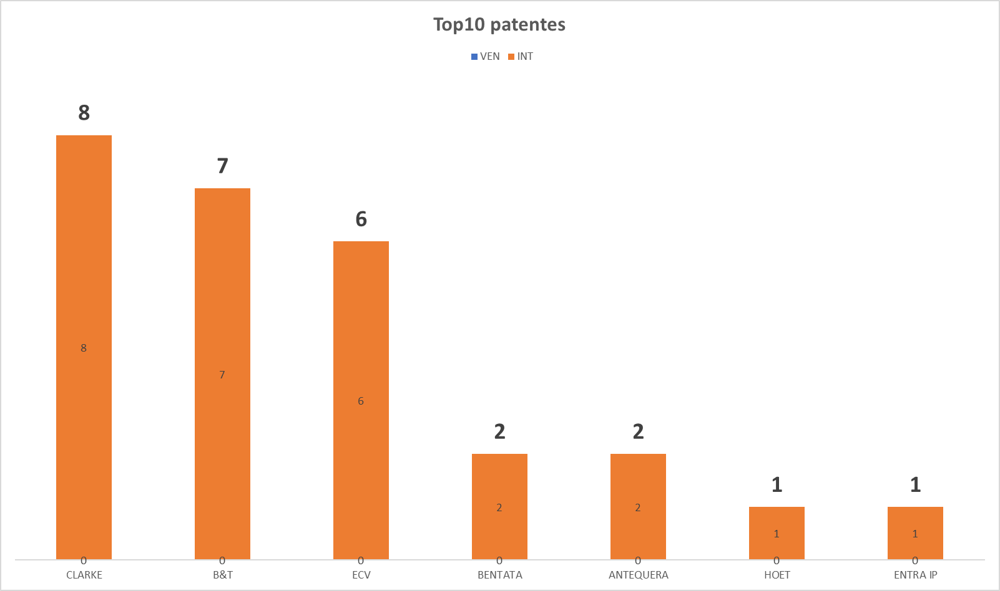 Top10 patentes
VEN INT
8
7
6
2
2
1
1
8
7
6
2
2
1
1
0
0
0
0
0
0
0
CLARKE
B&T
ECV
BENTATA
ANTEQUERA
HOET
ENTRA IP